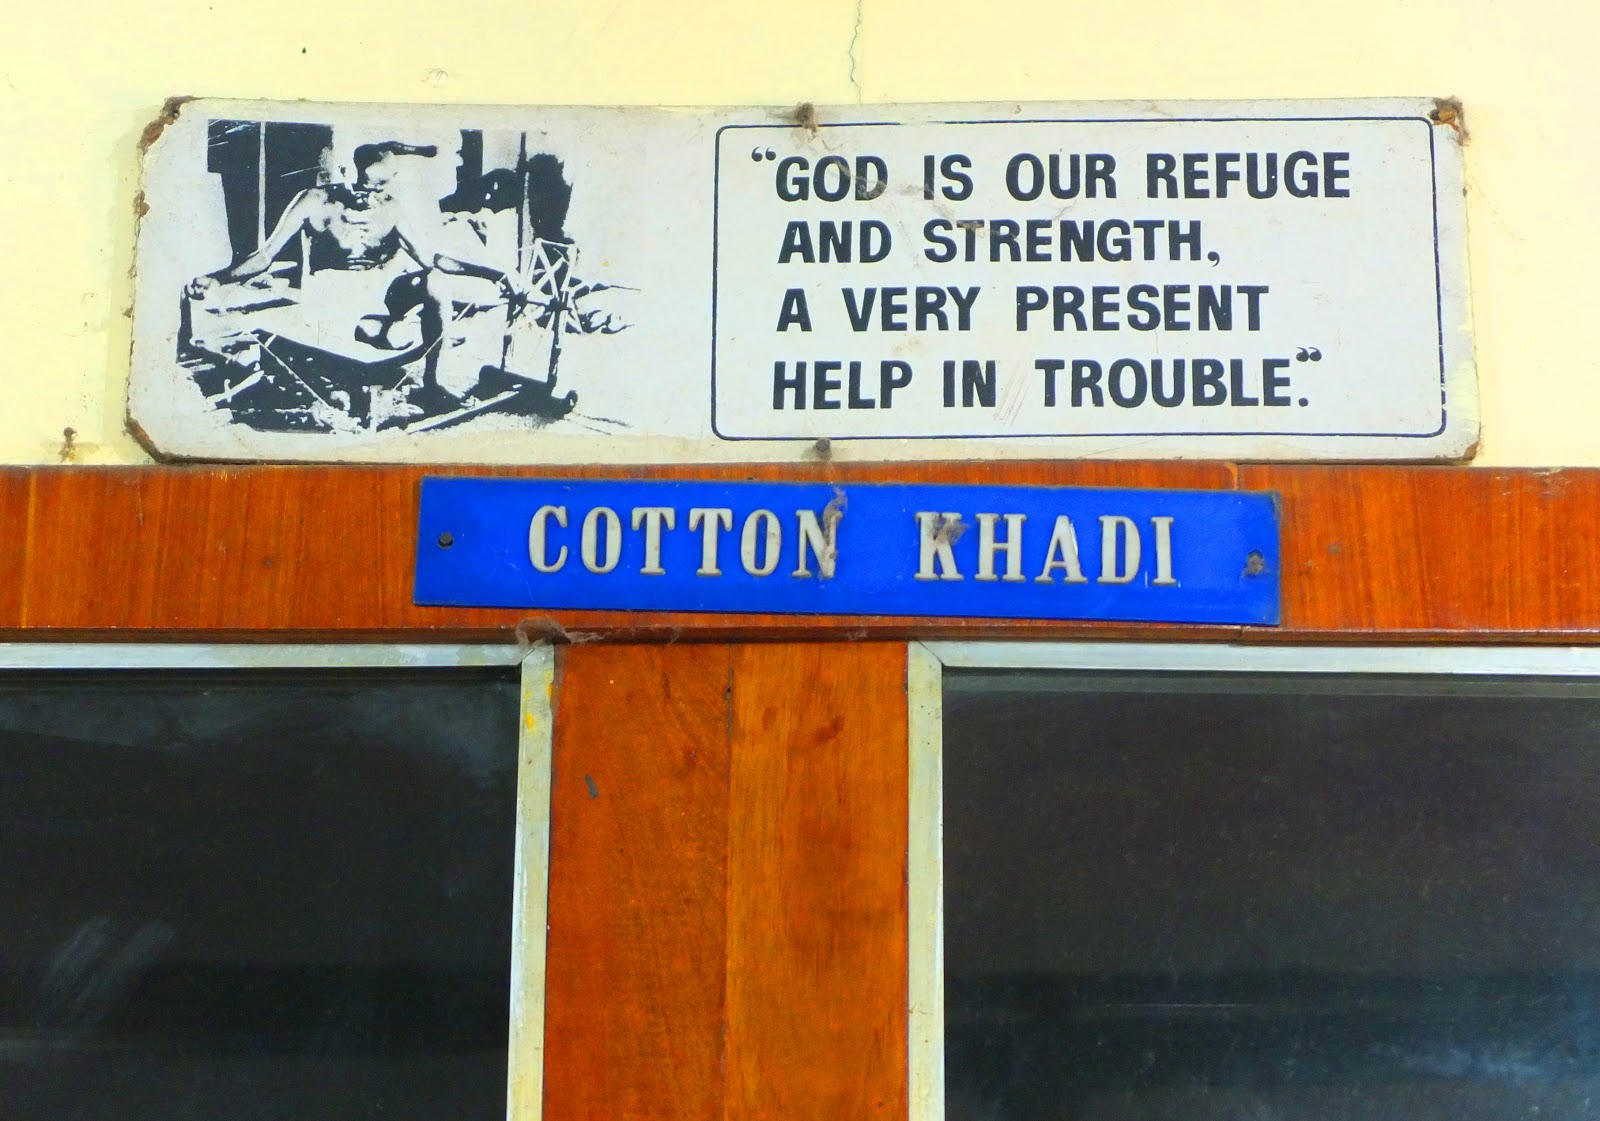 “GOD IS OUR REFUGE
AND STRENGTH,
A VERY PRESENT
HELP IN TROUBLE.”
COTTON KHADI